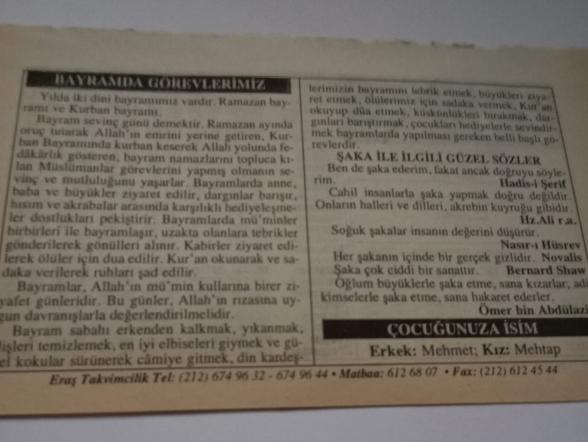 BAYRAMDA GÖREVLERİMİZ
Yılda iki dini bayramımız vardır. Ramazan bay-
ramı ve Kurban bayramı.
Bayram sevinç günü demektir. Ramazan ayında
oruç tutarak Allah'ın emrini yerine getiren, Kur-
ban Bayramında kurban keserek Allah yolunda fe-
dâkârlık gösteren, bayram namazlarını topluca kı-
lan Müslümanlar görevlerini yapmış olmanın se-
vinç ve mutluluğunu yaşarlar. Bayramlarda anne,
baba ve büyükler ziyaret edilir, dargınlar barışır,
hısım ve akrabalar arasında karşılıklı hediyeleşme-
ler dostlukları pekiştirir. Bayramlarda mü'minler
birbirleri ile bayramlaşır, uzakta olanlara tebrikler
gönderilerek gönülleri alınır. Kabirler ziyaret edi-
lerek ölüler için dua edilir. Kur'an okunarak ve sa-
daka verilerek ruhları şad edilir.
Bayramlar, Allah'ın mü'min kullarına birer zi-
yafet günleridir. Bu günler, Allah'ın rızasına uy-
gun davranışlarla değerlendirilmelidir.
Bayram sabahı erkenden kalkmak, yıkanmak,
dişleri temizlemek, en iyi elbiseleri giymek ve gü-
el kokular sürünerek câmiye gitmek, din kardeş-
lerimizin bayramını tebrik etmek, büyükleri ziya-
ret etmek, ölülerimiz için sadaka vermek, Kur'an
okuyup düa etmek, küskünlükleri bırakmak, dar-
gınları barıştırmak, çocukları hediyelerle sevindir-
mek bayramlarda yapılması gereken belli başlı gö-
revlerdir.
ŞAKA İLE İLGİLİ GÜZEL SÖZLER
Ben de şaka ederim, fakat ancak doğruyu söyle-
rim. Hadis-i Şerif
Cahil insanlarla şaka yapmak doğru değildir.
Onların halleri ve dilleri, akrebin kuyruğu gibidir.
Hz.Ali r.a.
Soğuk şakalar insanın değerini düşürür.
Nasır-ı Hüsrev
Her şakanın içinde bir gerçek gizlidir. Novalis
Şaka çok ciddi bir sanattır. Bernard Shaw
Oğlum büyüklerle şaka etme, sana kızarlar; adi
kimselerle şaka etme, sana hakaret ederler.
Ömer bin Abdülazi
ÇOCUĞUNUZA İSİM
Erkek: Mehmet; Kız: Mehtap
Eraş Takvimcilik Tel: (212) 674 96 32 - 674 96 44 • Matbaa: 612 68 07 • Fax: (212) 612 45 44